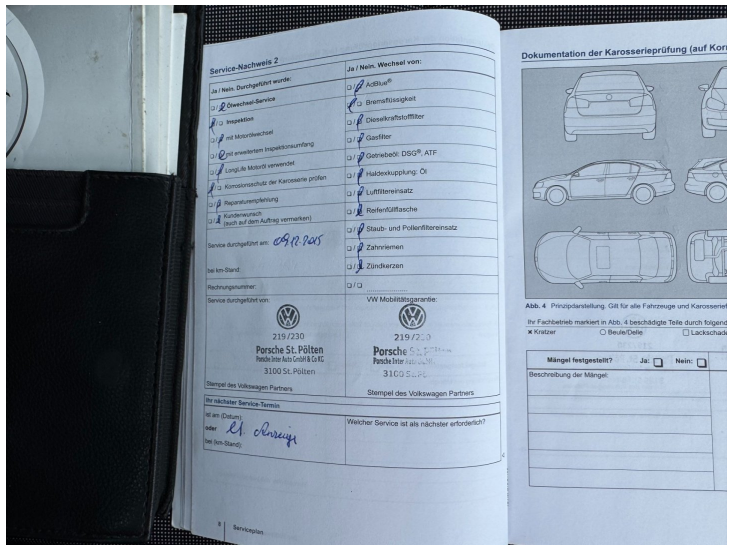 Service-Nachweis 2
Ja / Nein. Durchgeführt wurde:
□/□ Ölwechsel-Service
□/□ Inspektion
□/□ mit Motorölwechsel
□/□ mit erweitertem Inspektionsumfang
□/□ LongLife Motoröl verwendet
□/□ Korrosionsschutz der Karosserie prüfen
□/□ Reparaturempfehlung
□/□ Kundenwunsch
(auch auf dem Auftrag vermerken)
Service durchgeführt am: 09.12.2015
bei km-Stand:
Rechnungsnummer:
Service durchgeführt von:
219/230
Porsche St. Pölten
Porsche Inter Auto GmbH & Co KG
3100 St. Pölten
Stempel des Volkswagen Partners
Ja / Nein. Wechsel von:
□/□ AdBlue®
□/□ Bremsflüssigkeit
□/□ Dieselkraftstofffilter
□/□ Gasfilter
□/□ Getriebeöl: DSG®, ATF
□/□ Haldexkupplung: Öl
□/□ Luftfiltereinsatz
□/□ Reifenfüllflasche
□/□ Staub- und Pollenfiltereinsatz
□/□ Zahnriemen
□/□ Zündkerzen
□/□ ....................
VW Mobilitätsgarantie:
219/230
Porsche
Porsche Inter
3100
Stempel des Volkswagen Partners
Ihr nächster Service-Termin
ist am (Datum):
oder lt. Anzeige
bei (km-Stand):
Welcher Service ist als nächster erforderlich?
8 | Serviceplan
Dokumentation der Karosserieprüfung (auf
Abb. 4 Prinzipdarstellung. Gilt für alle Fahrzeuge und
Ihr Fachbetrieb markiert in Abb. 4 beschädigte Teile durch
× Kratzer ○ Beule/Delle □
Mängel festgestellt? Ja: □ Nein: □
Beschreibung der Mängel: